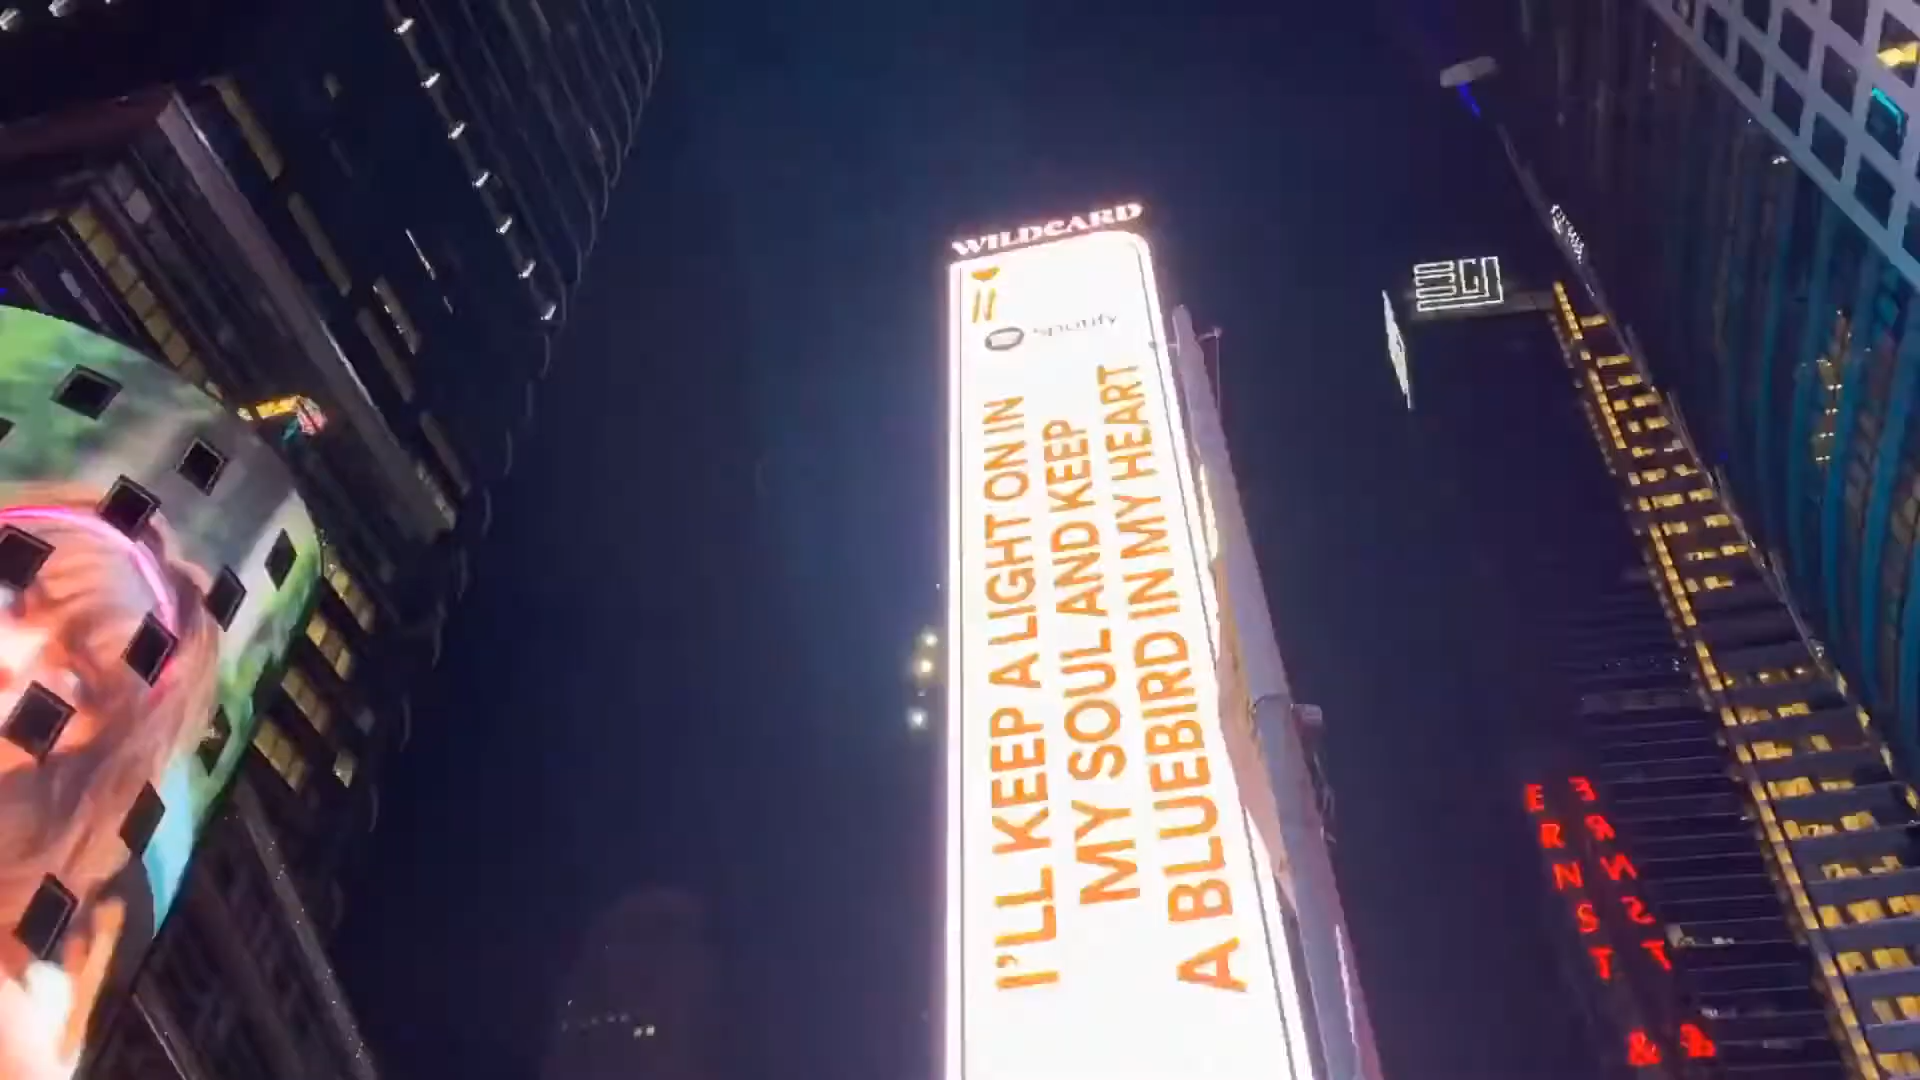 WILDCARD
Spotify
I'LL KEEP A LIGHT ON IN
MY SOUL AND KEEP
A BLUEBIRD IN MY HEART
ERNST
&